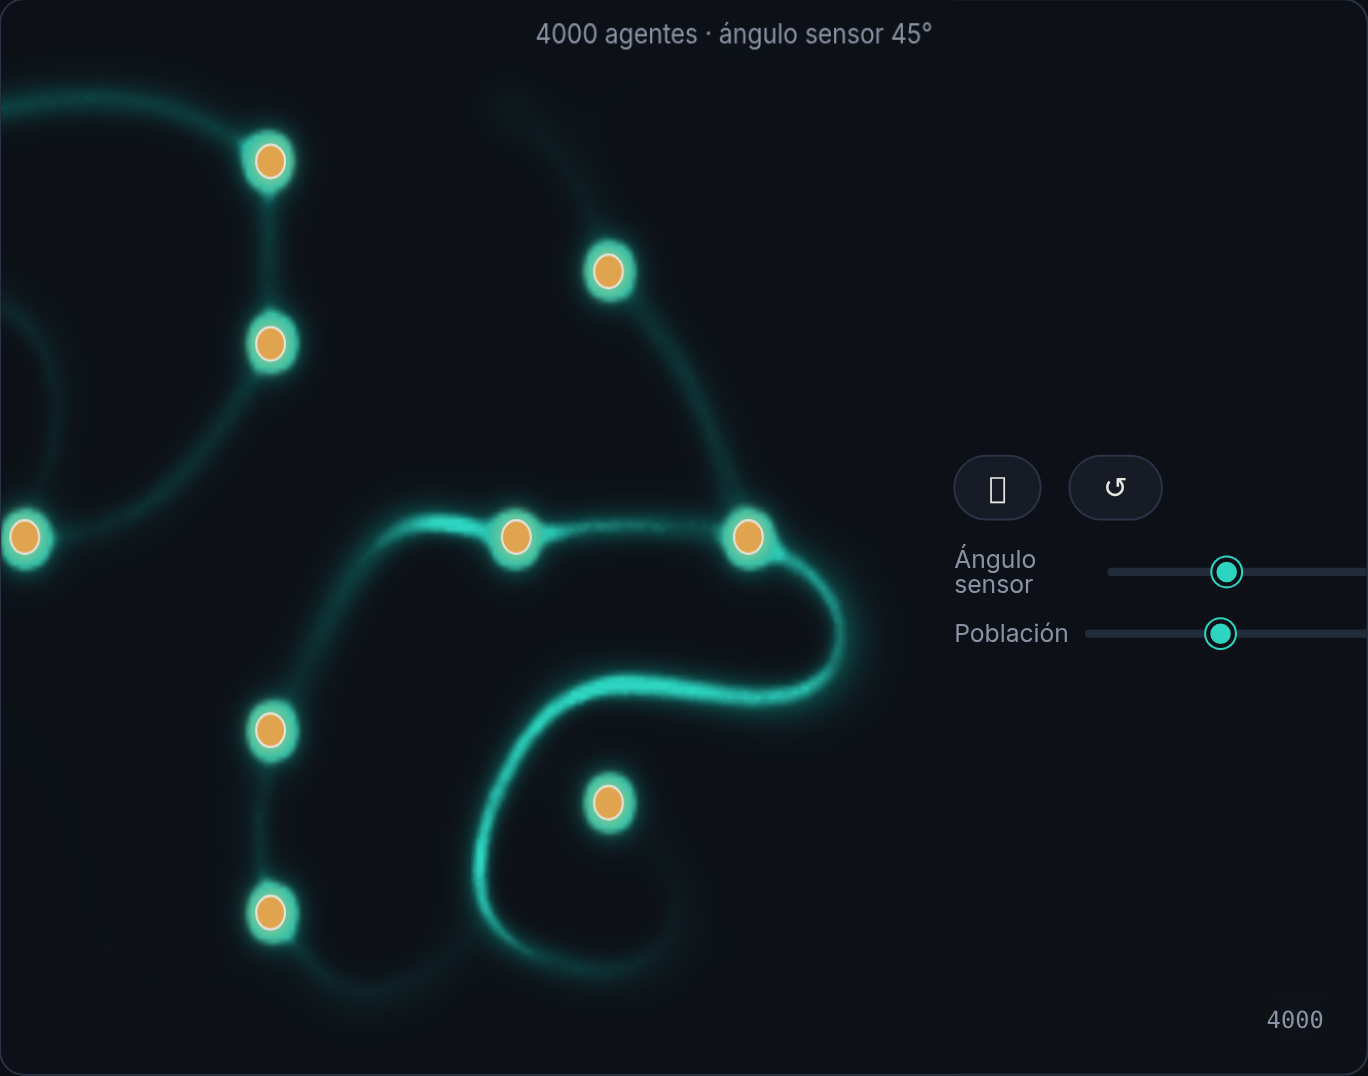 4000 agentes · ángulo sensor 45°
↺
Ángulo
sensor
Población
4000